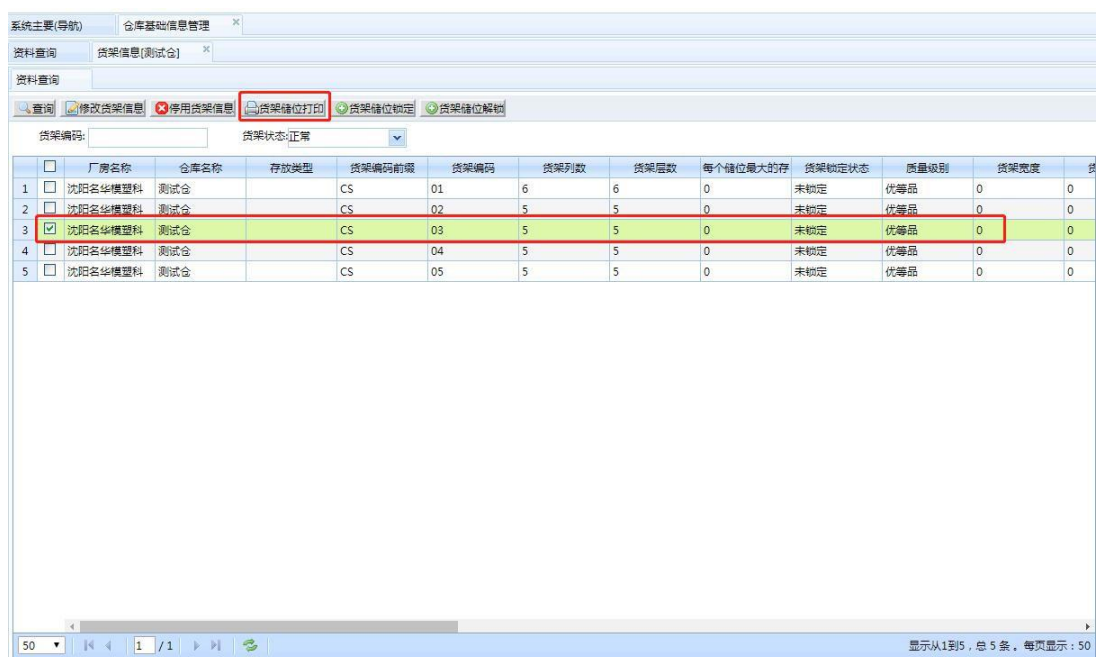 系统主要(导航) 仓库基础信息管理 ×
资料查询 货架信息[测试仓] ×
资料查询
查询 修改货架信息 停用货架信息 货架储位打印 货架储位锁定 货架储位解锁
货架编码: 货架状态:正常
厂房名称 仓库名称 存放类型 货架编码前缀 货架编码 货架列数 货架层数 每个储位最大的存 货架锁定状态 质量级别 货架宽度 货
1 沈阳名华模塑科 测试仓 CS 01 6 6 0 未锁定 优等品 0 0
2 沈阳名华模塑科 测试仓 CS 02 5 5 0 未锁定 优等品 0 0
3 沈阳名华模塑科 测试仓 CS 03 5 5 0 未锁定 优等品 0 0
4 沈阳名华模塑科 测试仓 CS 04 5 5 0 未锁定 优等品 0 0
5 沈阳名华模塑科 测试仓 CS 05 5 5 0 未锁定 优等品 0 0
50 1 /1 显示从1到5，总 5 条。每页显示：50